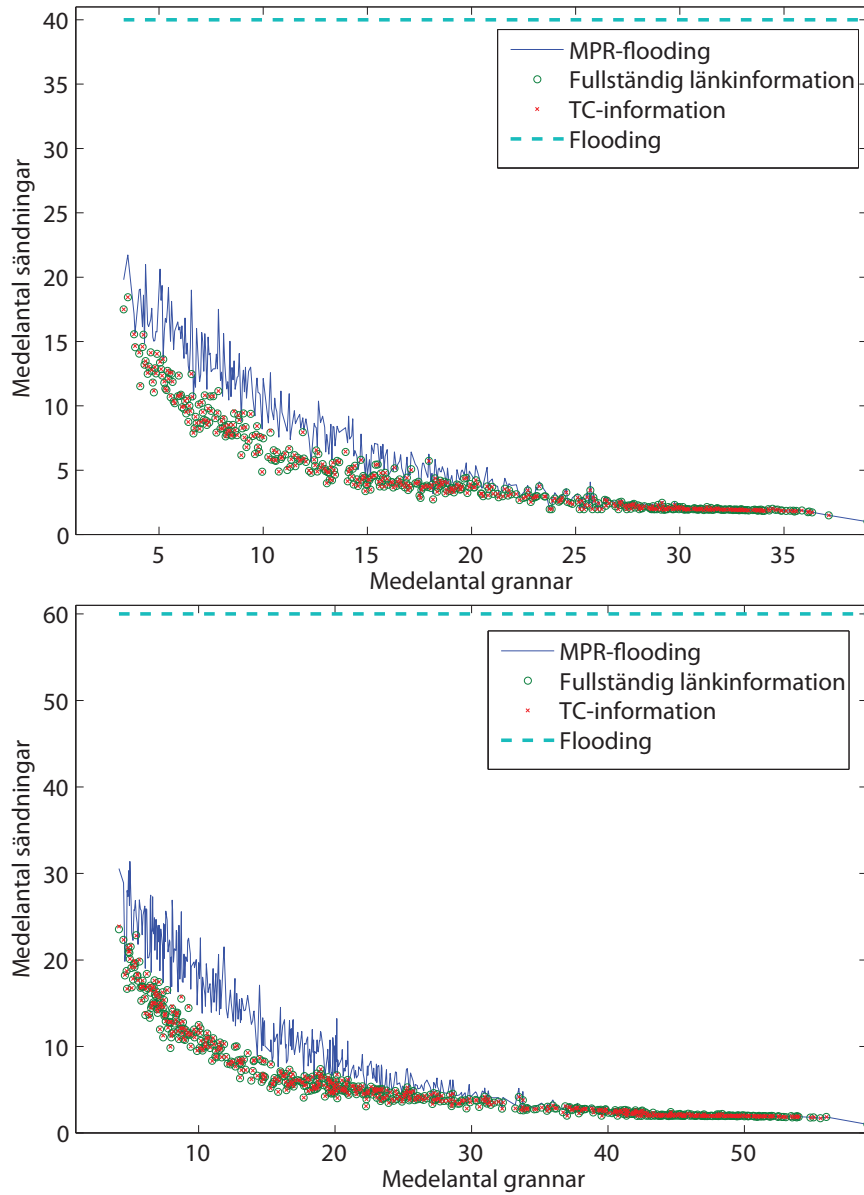 40
35
30
25
20
15
10
5
0
Medelantal sändningar
MPR-flooding
Fullständig länkinformation
TC-information
Flooding
5
10
15
20
25
30
35
Medelantal grannar
60
50
40
30
20
10
0
Medelantal sändningar
MPR-flooding
Fullständig länkinformation
TC-information
Flooding
10
20
30
40
50
Medelantal grannar